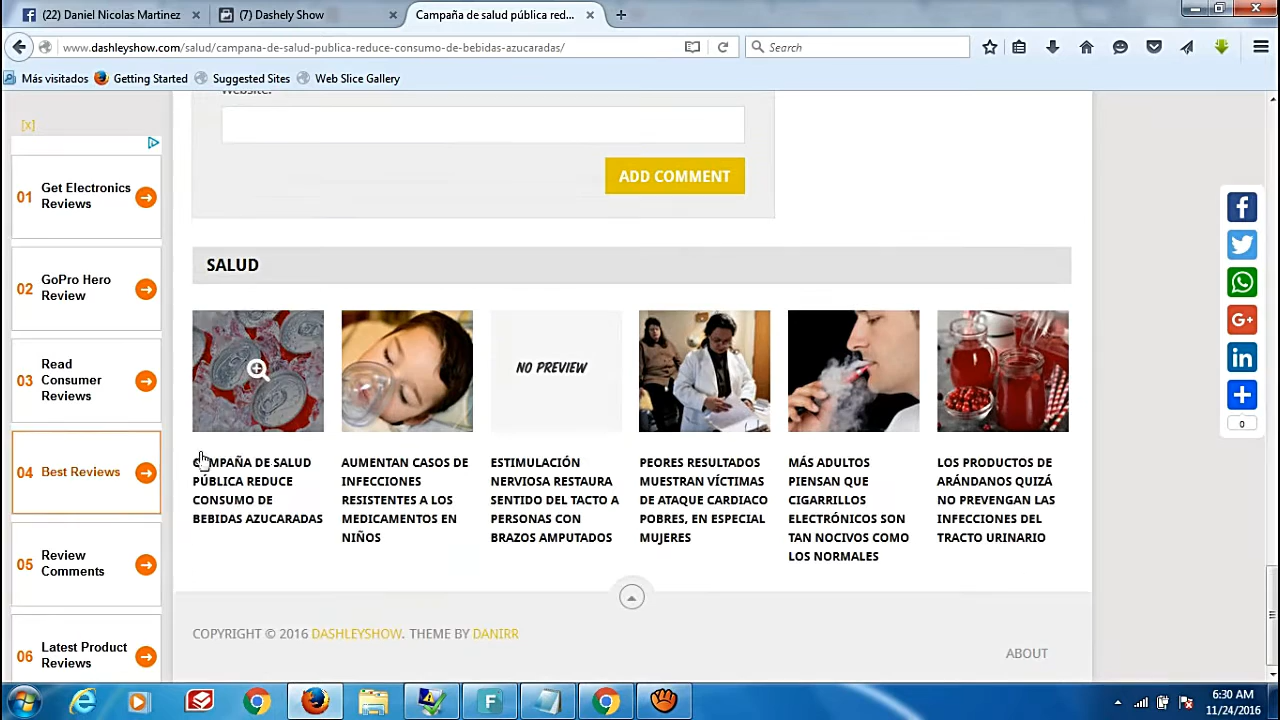 (22) Daniel Nicolas Martinez
(7) Dashely Show
Campaña de salud pública red...
www.dashleyshow.com/salud/campana-de-salud-publica-reduce-consumo-de-bebidas-azucaradas/
Search
Más visitados
Getting Started
Suggested Sites
Web Slice Gallery
Website:
ADD COMMENT
[x]
01 Get Electronics
Reviews
02 GoPro Hero
Review
03 Read
Consumer
Reviews
04 Best Reviews
05 Review
Comments
06 Latest Product
Reviews
SALUD
NO PREVIEW
CAMPAÑA DE SALUD
PÚBLICA REDUCE
CONSUMO DE
BEBIDAS AZUCARADAS
AUMENTAN CASOS DE
INFECCIONES
RESISTENTES A LOS
MEDICAMENTOS EN
NIÑOS
ESTIMULACIÓN
NERVIOSA RESTAURA
SENTIDO DEL TACTO A
PERSONAS CON
BRAZOS AMPUTADOS
PEORES RESULTADOS
MUESTRAN VÍCTIMAS
DE ATAQUE CARDIACO
POBRES, EN ESPECIAL
MUJERES
MÁS ADULTOS
PIENSAN QUE
CIGARRILLOS
ELECTRÓNICOS SON
TAN NOCIVOS COMO
LOS NORMALES
LOS PRODUCTOS DE
ARÁNDANOS QUIZÁ
NO PREVENGAN LAS
INFECCIONES DEL
TRACTO URINARIO
0
COPYRIGHT © 2016 DASHLEYSHOW. THEME BY DANIRR
ABOUT
6:30 AM
11/24/2016